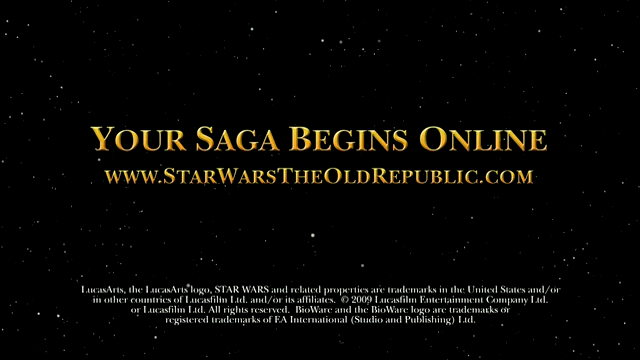 YOUR SAGA BEGINS ONLINE
WWW.STARWARSTHEOLDREPUBLIC.COM
LucasArts, the LucasArts logo, STAR WARS and related properties are trademarks in the United States and/or
in other countries of Lucasfilm Ltd. and/or its affiliates. © 2009 Lucasfilm Entertainment Company Ltd.
or Lucasfilm Ltd. All rights reserved. BioWare and the BioWare logo are trademarks or
registered trademarks of EA International (Studio and Publishing) Ltd.